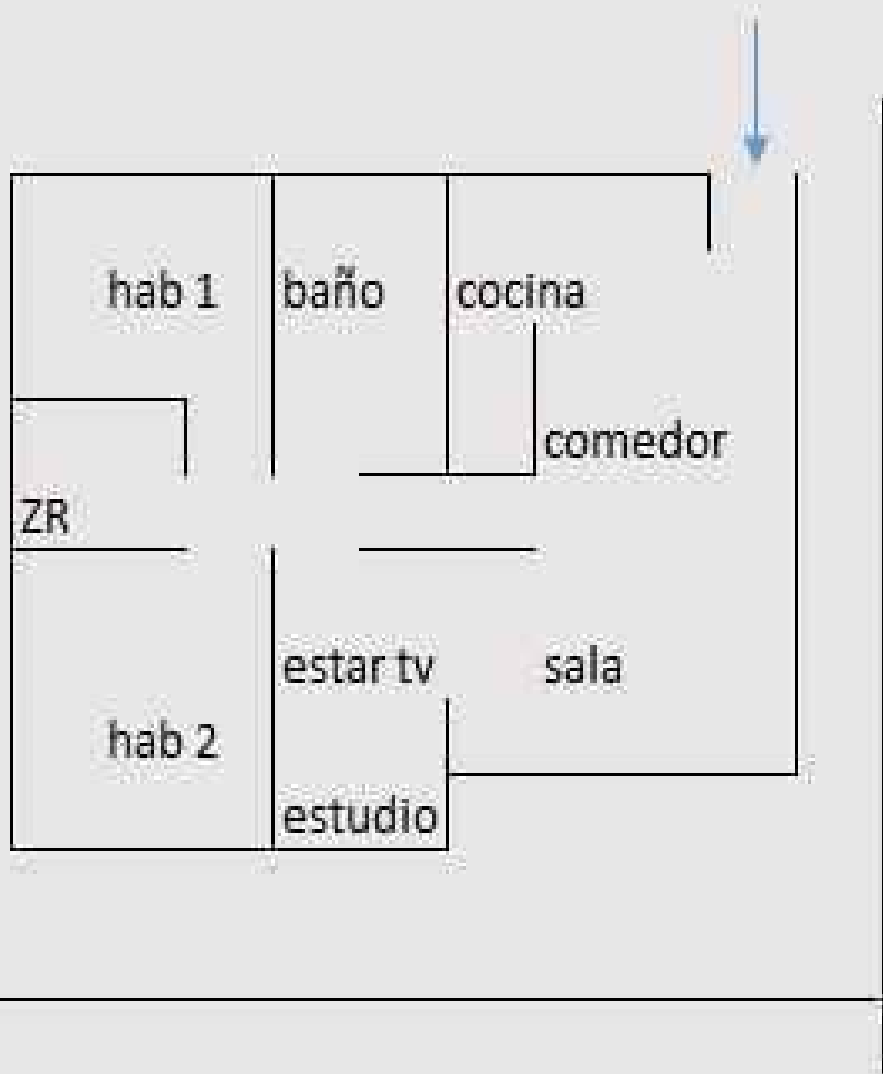 hab 1
baño
cocina
comedor
ZR
estar tv
sala
hab 2
estudio